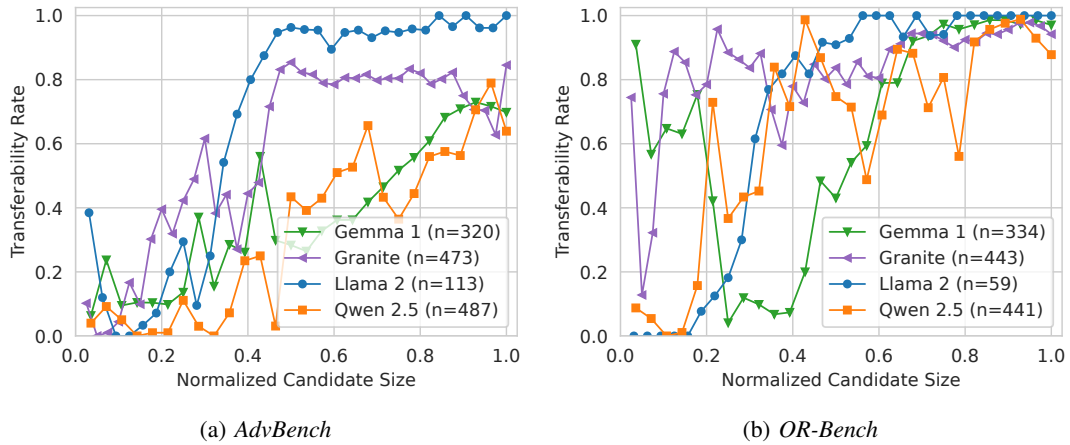 1.0
0.8
0.6
0.4
0.2
0.0
Transferability Rate
0.0 0.2 0.4 0.6 0.8 1.0
Normalized Candidate Size
Gemma 1 (n=320)
Granite (n=473)
Llama 2 (n=113)
Qwen 2.5 (n=487)
(a) AdvBench
1.0
0.8
0.6
0.4
0.2
0.0
Transferability Rate
0.0 0.2 0.4 0.6 0.8 1.0
Normalized Candidate Size
Gemma 1 (n=334)
Granite (n=443)
Llama 2 (n=59)
Qwen 2.5 (n=441)
(b) OR-Bench